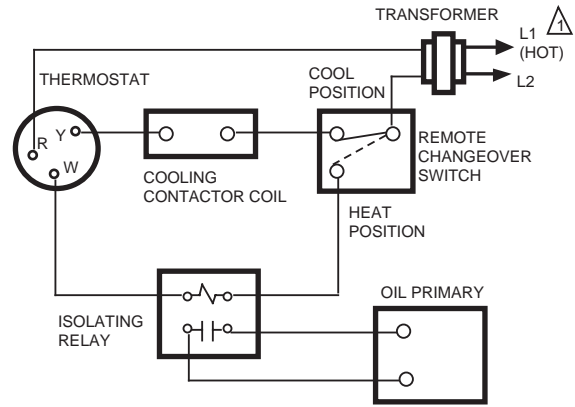 TRANSFORMER
L1
(HOT)
1
L2
THERMOSTAT
COOL
POSITION
R
Y
W
REMOTE
CHANGEOVER
SWITCH
COOLING
CONTACTOR COIL
HEAT
POSITION
OIL PRIMARY
ISOLATING
RELAY